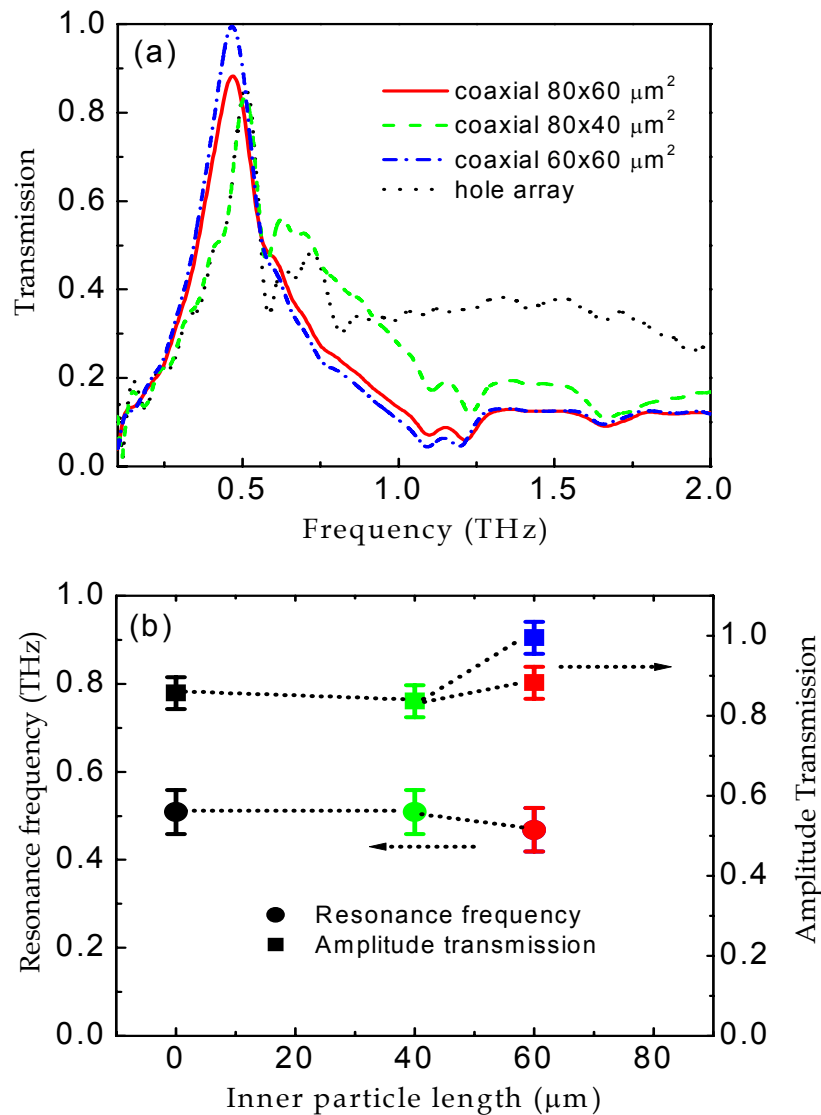 (a)
1.0
0.8
0.6
0.4
0.2
0.0
Transmission
coaxial 80x60 μm²
coaxial 80x40 μm²
coaxial 60x60 μm²
hole array
0.5 1.0 1.5 2.0
Frequency (THz)
(b)
1.0
0.8
0.6
0.4
0.2
0.0
Resonance frequency (THz)
1.0
0.8
0.6
0.4
0.2
0.0
Amplitude Transmission
Resonance frequency
Amplitude transmission
0 20 40 60 80
Inner particle length (μm)